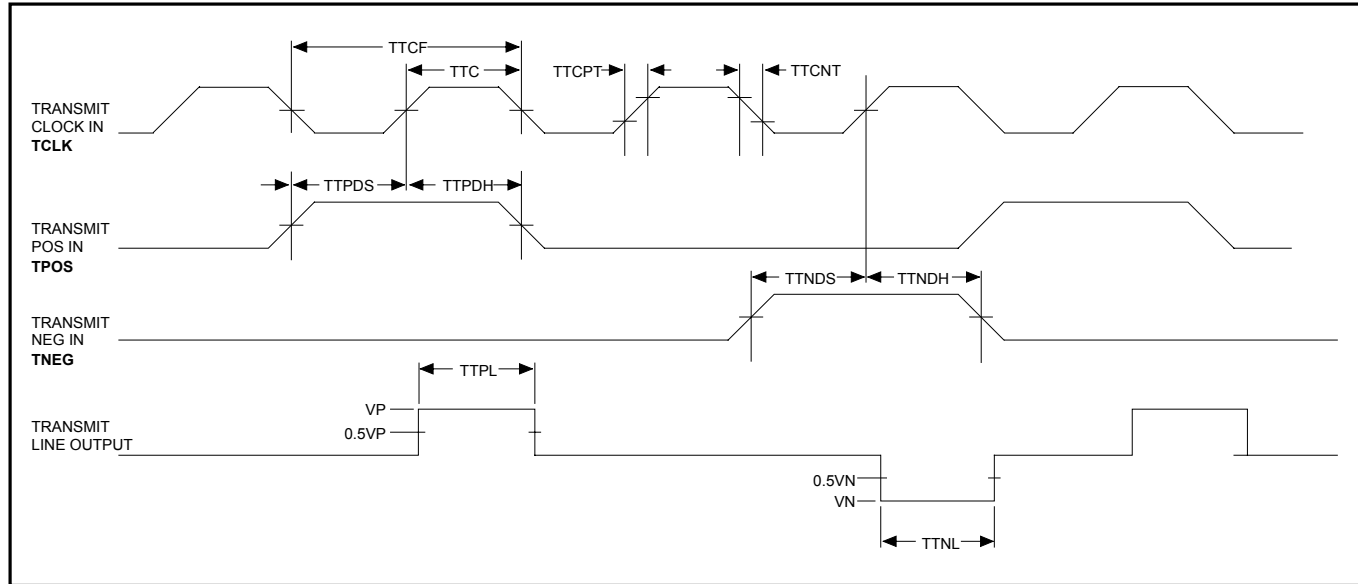 TTCF
TTC
TTCPT
TTCNT
TRANSMIT
CLOCK IN
TCLK
TTPDS
TTPDH
TRANSMIT
POS IN
TPOS
TTNDS
TTNDH
TRANSMIT
NEG IN
TNEG
TTPL
VP
0.5VP
TRANSMIT
LINE OUTPUT
0.5VN
VN
TTNL